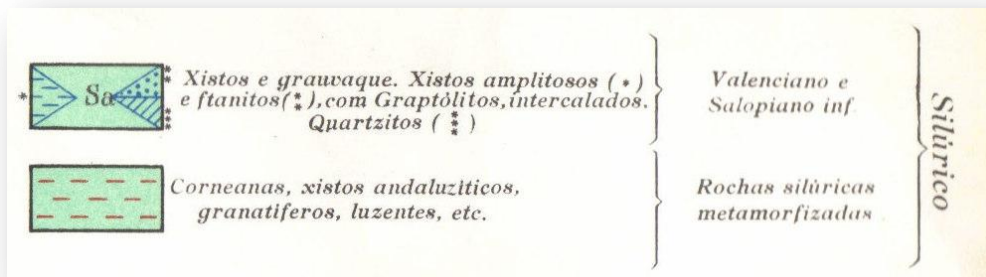 *
Sa
**
***
Xistos e grauvaque. Xistos amplitosos (*)
e ftanitos(**), com Graptólitos, intercalados.
Quartzitos (***)
Valenciano e
Salopiano inf.
Corneanas, xistos andaluzíticos,
granatíferos, luzentes, etc.
Rochas silúricas
metamorfizadas
Silúrico